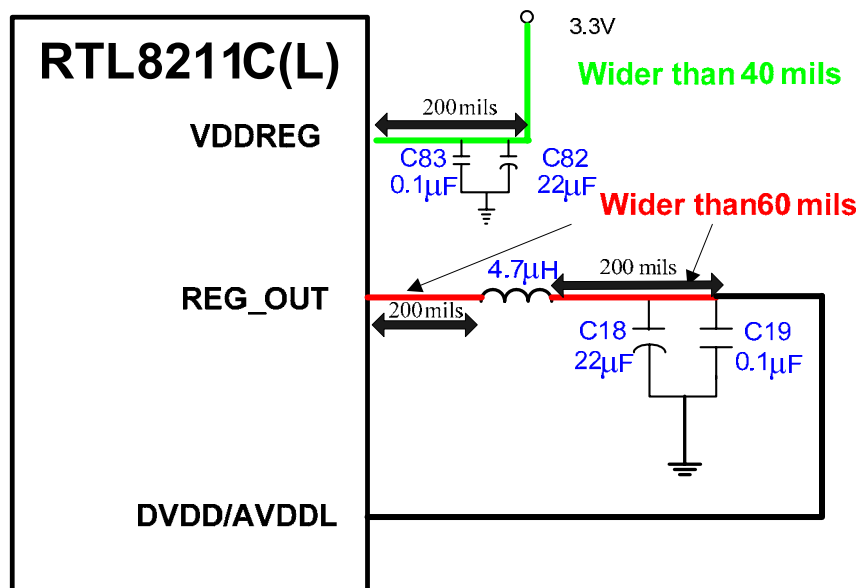 3.3V
RTL8211C(L)
Wider than 40 mils
200mils
VDDREG
C83
0.1µF
C82
22µF
Wider than60 mils
4.7µH
200 mils
REG_OUT
200mils
C18
22µF
C19
0.1µF
DVDD/AVDDL